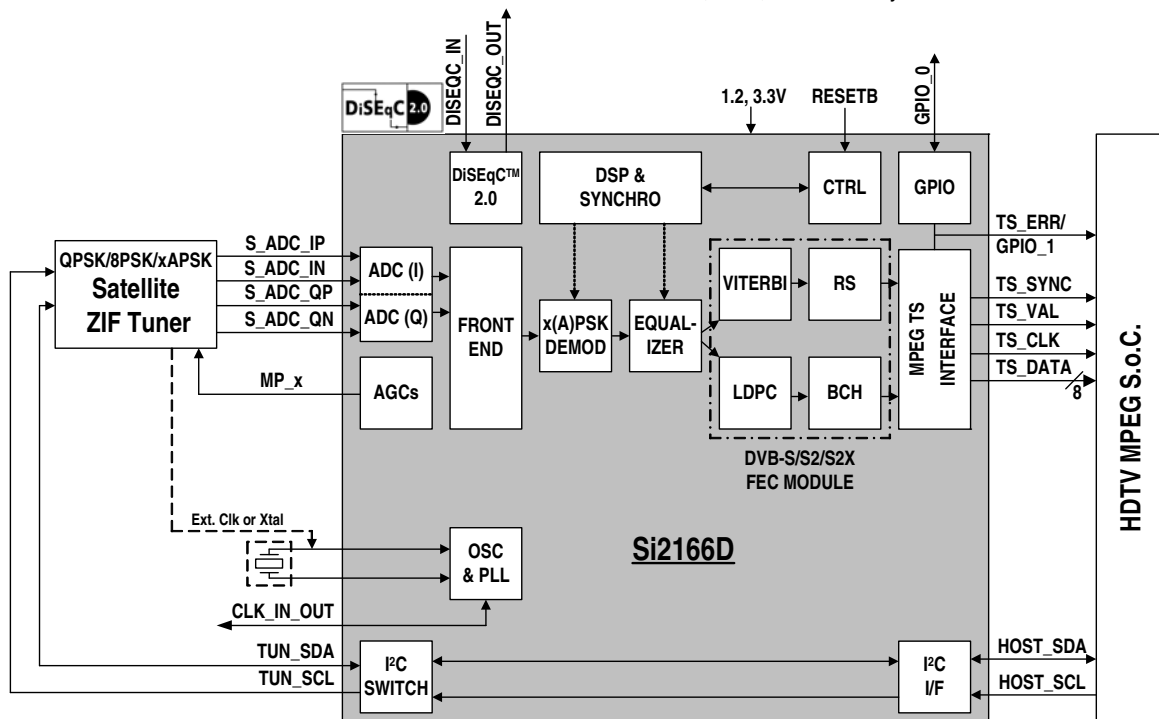 DISEQC_IN
DISEQC_OUT
DiSEqC 2.0
1.2, 3.3V
RESETB
GPIO_0
DiSEqC™
2.0
DSP &
SYNCHRO
CTRL
GPIO
QPSK/8PSK/xAPSK
Satellite
ZIF Tuner
S_ADC_IP
S_ADC_IN
S_ADC_QP
S_ADC_QN
MP_x
ADC (I)
ADC (Q)
AGCs
FRONT
END
x(A)PSK
DEMOD
EQUAL-
IZER
VITERBI
RS
LDPC
BCH
DVB-S/S2/S2X
FEC MODULE
MPEG TS
INTERFACE
TS_ERR/
GPIO_1
TS_SYNC
TS_VAL
TS_CLK
TS_DATA
8
HDTV MPEG S.o.C.
Ext. Clk or Xtal
OSC
& PLL
Si2166D
CLK_IN_OUT
TUN_SDA
TUN_SCL
I²C
SWITCH
I²C
I/F
HOST_SDA
HOST_SCL